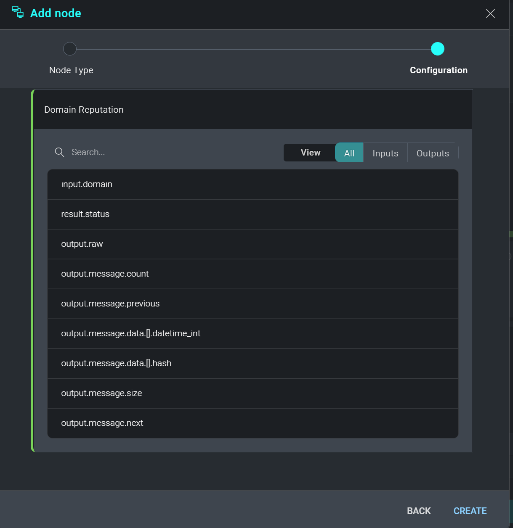 Add node
Node Type
Configuration
Domain Reputation
Search...
View All Inputs Outputs
input.domain
result.status
output.raw
output.message.count
output.message.previous
output.message.data.[].datetime_int
output.message.data.[].hash
output.message.size
output.message.next
BACK CREATE